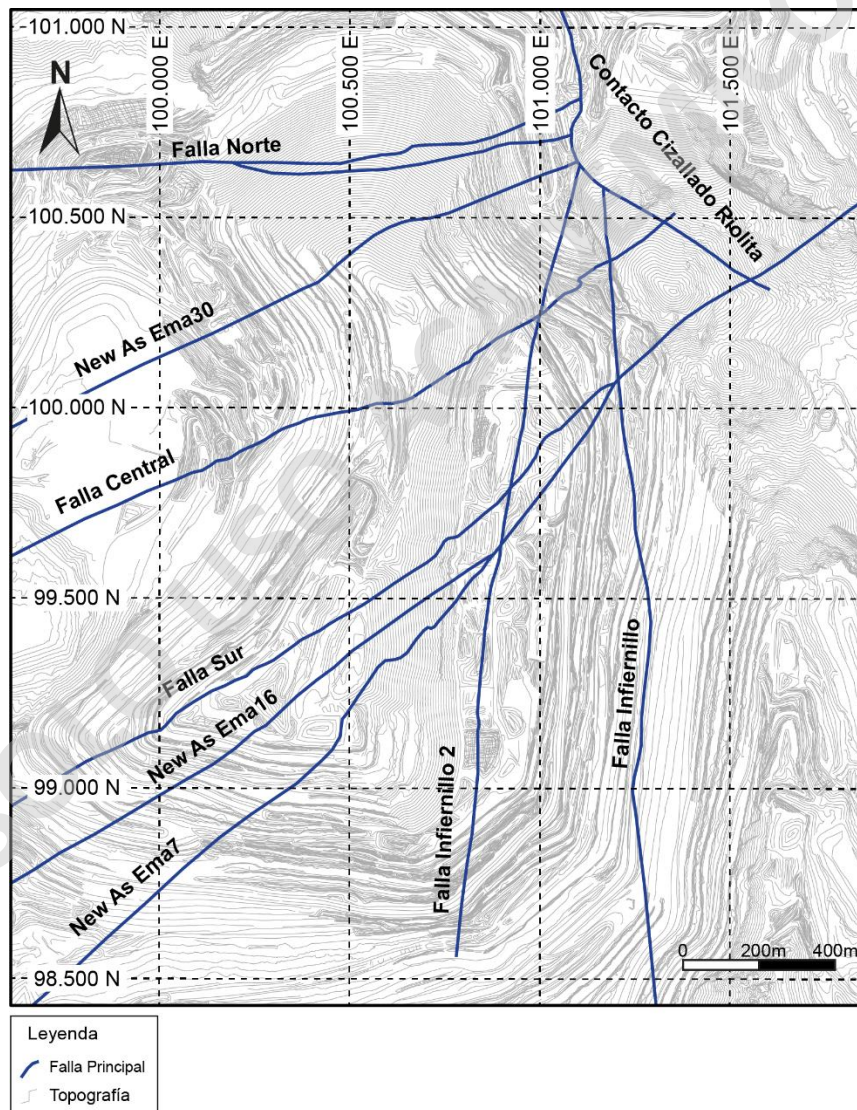 101.000 N
100.000 E
100.500 E
101.000 E
101.500 E
N
Contacto Cizallado Riolita
Falla Norte
100.500 N
New As Ema30
100.000 N
Falla Central
99.500 N
Falla Sur
New As Ema16
Falla Infiernillo
99.000 N
Falla Infiernillo 2
New As Ema7
0 200m 400m
98.500 N
Leyenda
Falla Principal
Topografía